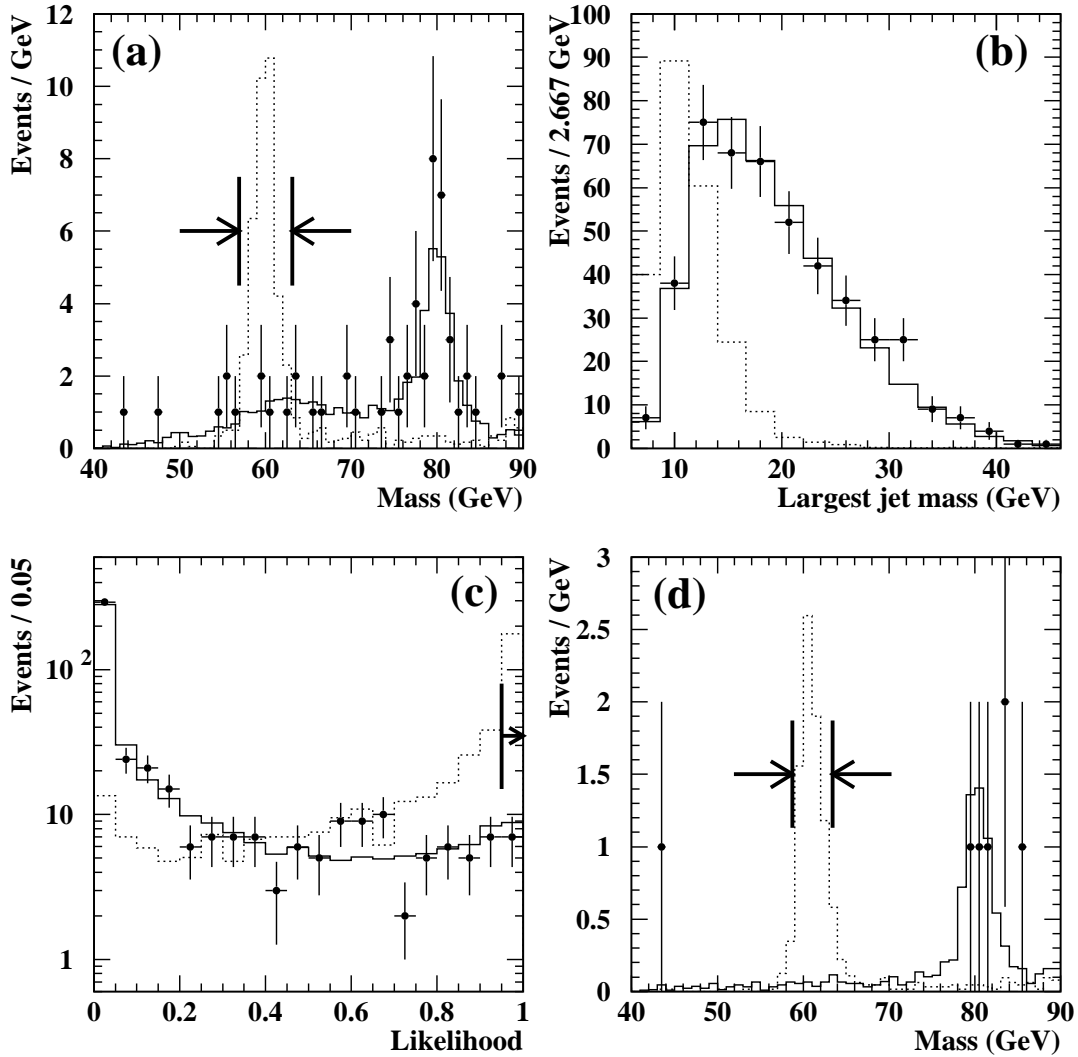 (a)
Events / GeV
12
10
8
6
4
2
0
40 50 60 70 80 90
Mass (GeV)
(b)
Events / 2.667 GeV
100
90
80
70
60
50
40
30
20
10
0
10 20 30 40
Largest jet mass (GeV)
(c)
Events / 0.05
10 2
10
1
0 0.2 0.4 0.6 0.8 1
Likelihood
(d)
Events / GeV
3
2.5
2
1.5
1
0.5
0
40 50 60 70 80 90
Mass (GeV)